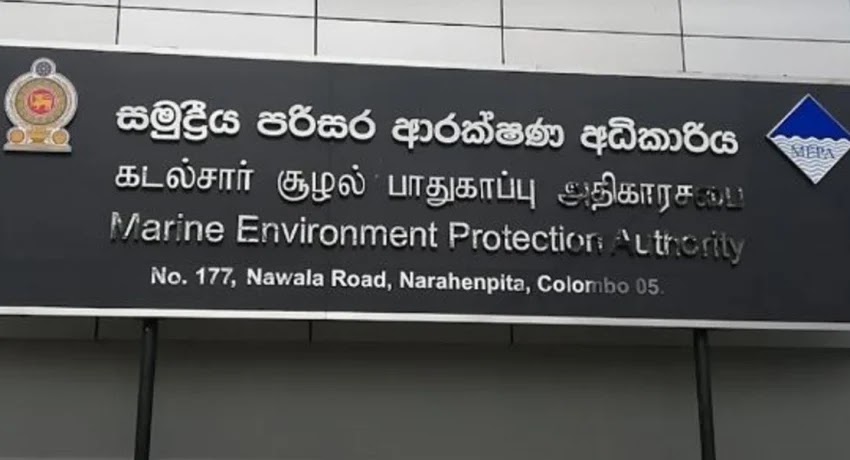 සමුද්‍රීය පරිසර ආරක්ෂණ අධිකාරිය
கடல்சார் சூழல் பாதுகாப்பு அதிகாரசபை
Marine Environment Protection Authority
No. 177, Nawala Road, Narahenpita, Colombo 05.
MEPA